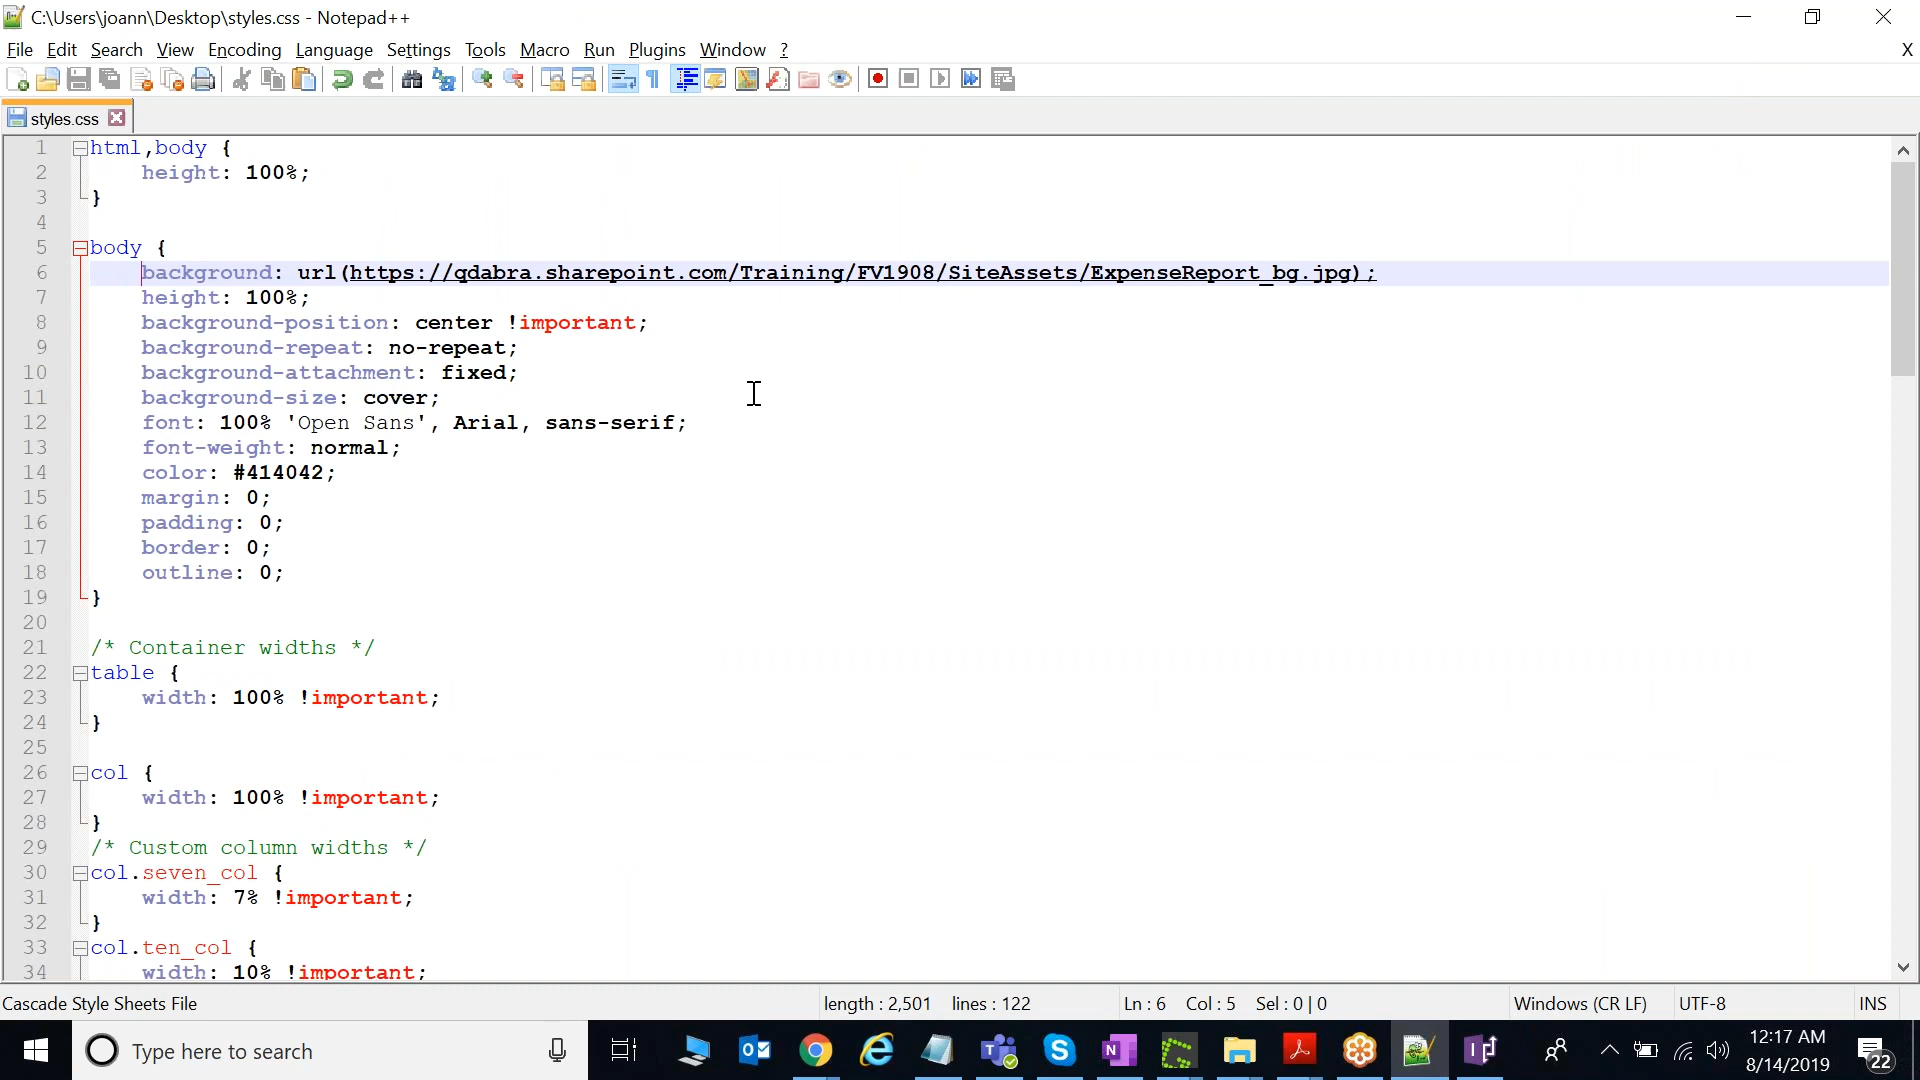 C:\Users\joann\Desktop\styles.css - Notepad++
File Edit Search View Encoding Language Settings Tools Macro Run Plugins Window ? X
styles.css
1 html,body {
2 height: 100%;
3 }
4
5 body {
6 background: url(https://qdabra.sharepoint.com/Training/FV1908/SiteAssets/ExpenseReport_bg.jpg);
7 height: 100%;
8 background-position: center !important;
9 background-repeat: no-repeat;
10 background-attachment: fixed;
11 background-size: cover;
12 font: 100% 'Open Sans', Arial, sans-serif;
13 font-weight: normal;
14 color: #414042;
15 margin: 0;
16 padding: 0;
17 border: 0;
18 outline: 0;
19 }
20
21 /* Container widths */
22 table {
23 width: 100% !important;
24 }
25
26 col {
27 width: 100% !important;
28 }
29 /* Custom column widths */
30 col.seven_col {
31 width: 7% !important;
32 }
33 col.ten_col {
34 width: 10% !important;
Cascade Style Sheets File length : 2,501 lines : 122 Ln : 6 Col : 5 Sel : 0 | 0 Windows (CR LF) UTF-8 INS
Type here to search
12:17 AM
8/14/2019
22